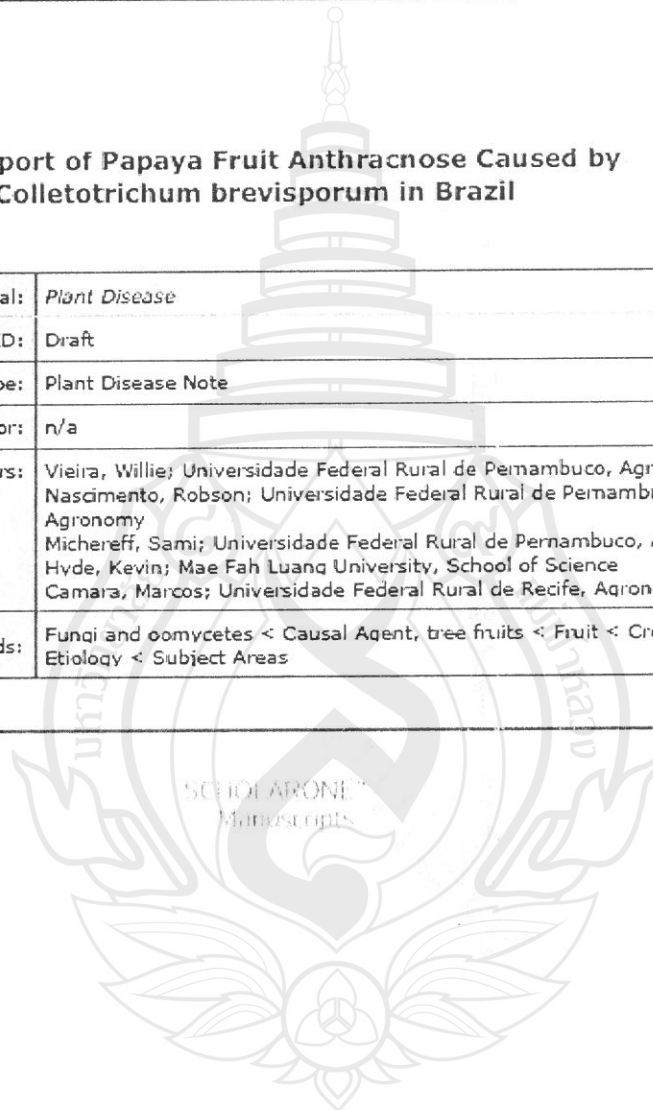 port of Papaya Fruit Anthracnose Caused by
Colletotrichum brevisporum in Brazil
al: Plant Disease
D: Draft
pe: Plant Disease Note
or: n/a
rs: Vieira, Willie; Universidade Federal Rural de Pernambuco, Agr
Nascimento, Robson; Universidade Federal Rural de Pernamb
Agronomy
Michereff, Sami; Universidade Federal Rural de Pernambuco,
Hyde, Kevin; Mae Fah Luang University, School of Science
Camara, Marcos; Universidade Federal Rural de Recife, Agron
ds: Fungi and oomycetes < Causal Agent, tree fruits < Fruit < Cr
Etiology < Subject Areas
SCHOLARONE
Manuscripts